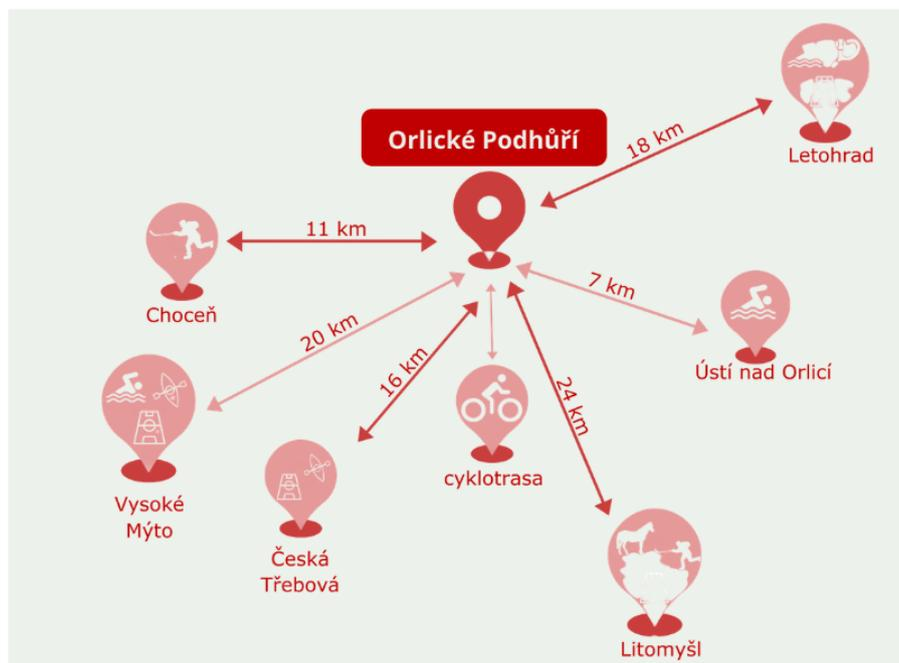 Orlické Podhůří
18 km
Letohrad
11 km
Choceň
7 km
Ústí nad Orlicí
20 km
16 km
24 km
cyklotrasa
Vysoké
Mýto
Česká
Třebová
Litomyšl